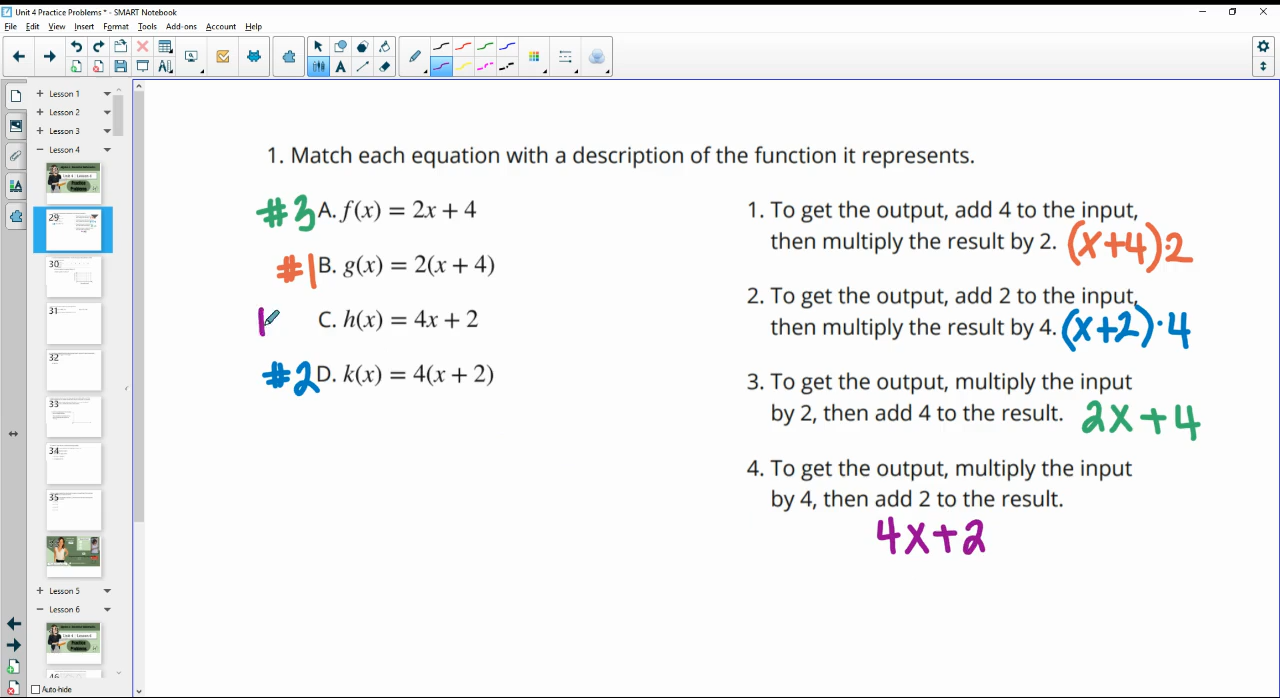 Unit 4 Practice Problems * - SMART Notebook
File Edit View Insert Format Tools Add-ons Account Help
Lesson 1
Lesson 2
Lesson 3
Lesson 4
29
30
31
32
33
34
35
Lesson 5
Lesson 6
46
Auto-hide
1. Match each equation with a description of the function it represents.
#3 A. f(x) = 2x + 4
#1 B. g(x) = 2(x + 4)
C. h(x) = 4x + 2
#2 D. k(x) = 4(x + 2)
1. To get the output, add 4 to the input,
then multiply the result by 2. (x+4)·2
2. To get the output, add 2 to the input,
then multiply the result by 4. (x+2)·4
3. To get the output, multiply the input
by 2, then add 4 to the result. 2x+4
4. To get the output, multiply the input
by 4, then add 2 to the result.
4x+2